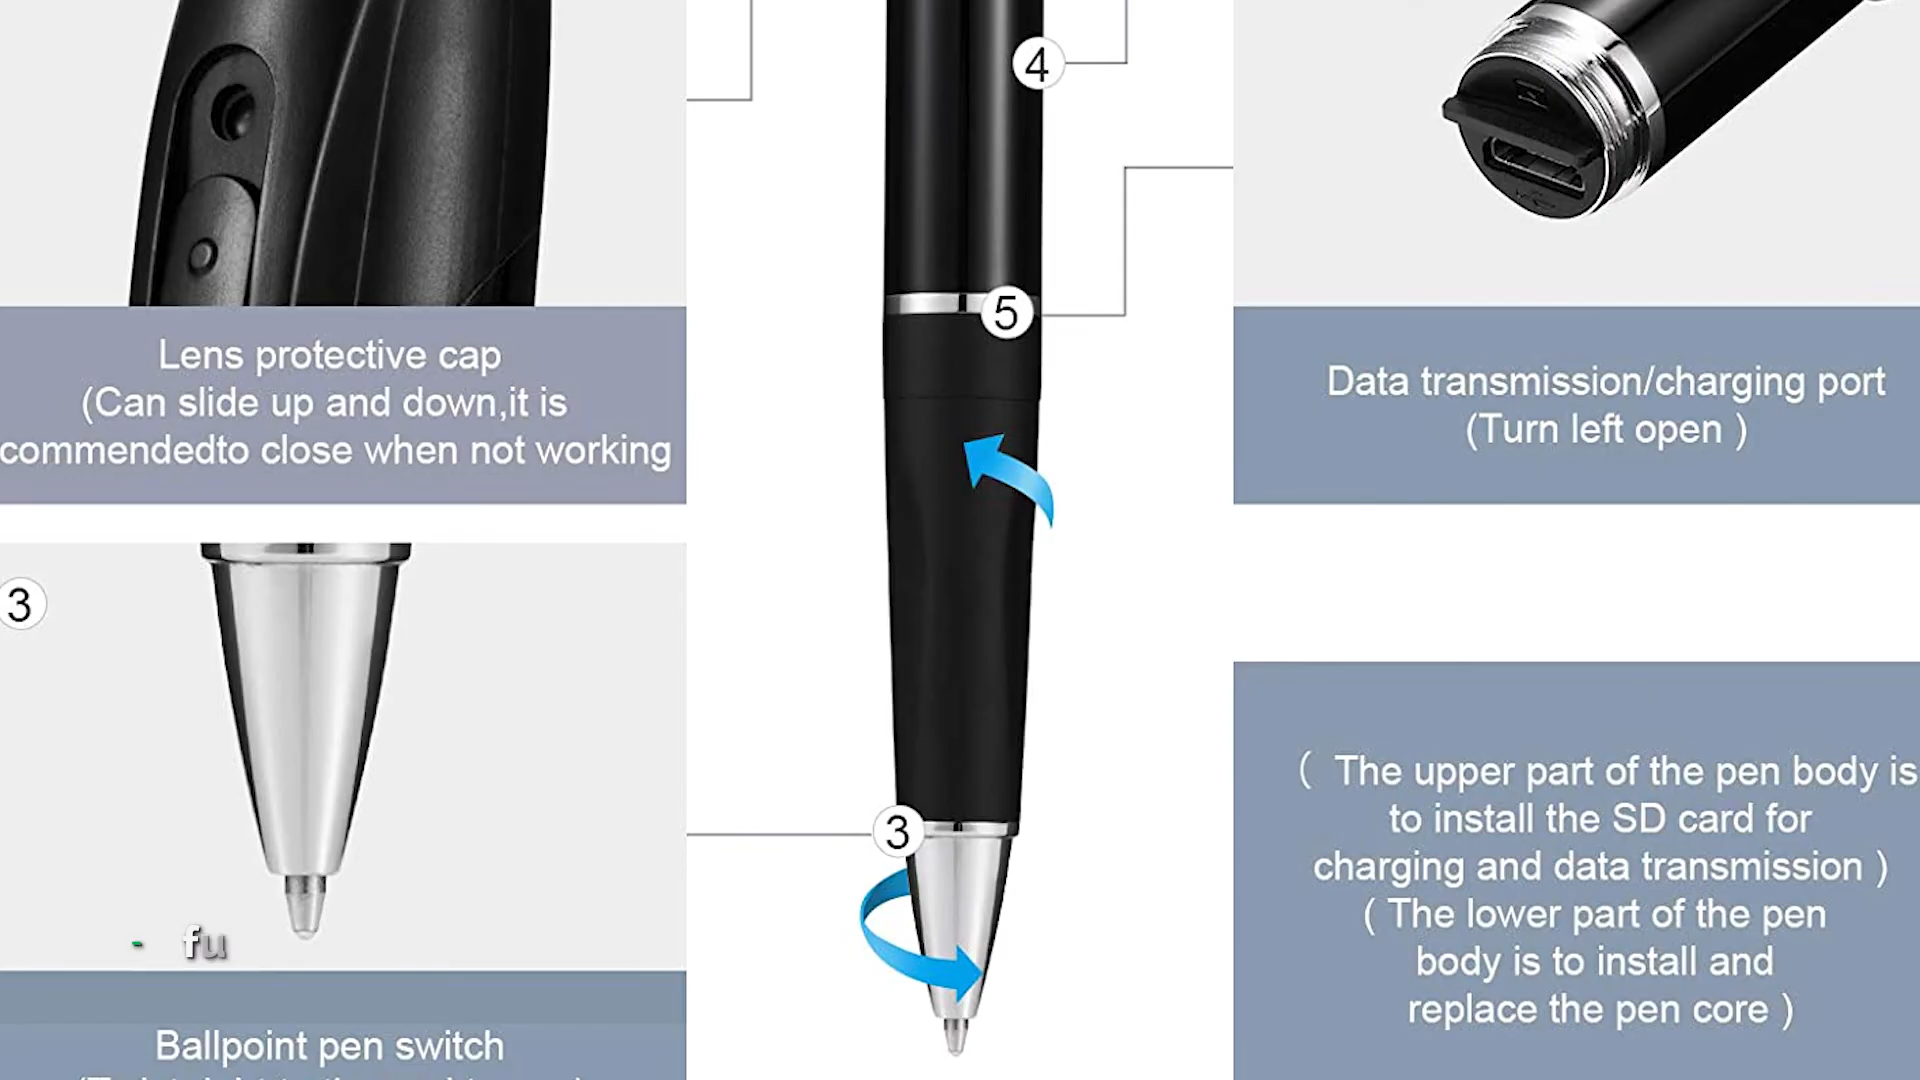 Lens protective cap
(Can slide up and down,it is
commendedto close when not working
3
- fu
Ballpoint pen switch
4
5
3
Data transmission/charging port
(Turn left open )
( The upper part of the pen body is
to install the SD card for
charging and data transmission )
( The lower part of the pen
body is to install and
replace the pen core )